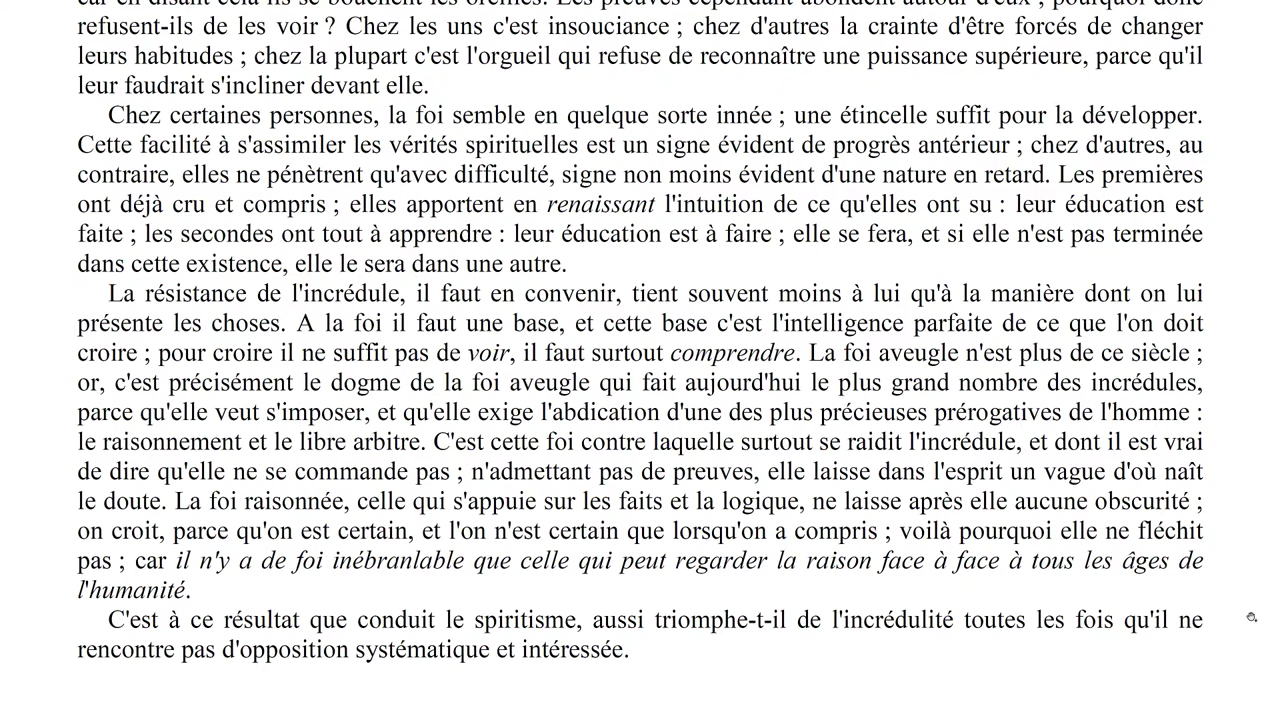 car en disant cela ils se bouchent les oreilles. Les preuves cependant abondent autour d'eux ; pourquoi donc
refusent-ils de les voir ? Chez les uns c'est insouciance ; chez d'autres la crainte d'être forcés de changer
leurs habitudes ; chez la plupart c'est l'orgueil qui refuse de reconnaître une puissance supérieure, parce qu'il
leur faudrait s'incliner devant elle.
Chez certaines personnes, la foi semble en quelque sorte innée ; une étincelle suffit pour la développer.
Cette facilité à s'assimiler les vérités spirituelles est un signe évident de progrès antérieur ; chez d'autres, au
contraire, elles ne pénètrent qu'avec difficulté, signe non moins évident d'une nature en retard. Les premières
ont déjà cru et compris ; elles apportent en renaissant l'intuition de ce qu'elles ont su : leur éducation est
faite ; les secondes ont tout à apprendre : leur éducation est à faire ; elle se fera, et si elle n'est pas terminée
dans cette existence, elle le sera dans une autre.
La résistance de l'incrédule, il faut en convenir, tient souvent moins à lui qu'à la manière dont on lui
présente les choses. A la foi il faut une base, et cette base c'est l'intelligence parfaite de ce que l'on doit
croire ; pour croire il ne suffit pas de voir, il faut surtout comprendre. La foi aveugle n'est plus de ce siècle ;
or, c'est précisément le dogme de la foi aveugle qui fait aujourd'hui le plus grand nombre des incrédules,
parce qu'elle veut s'imposer, et qu'elle exige l'abdication d'une des plus précieuses prérogatives de l'homme :
le raisonnement et le libre arbitre. C'est cette foi contre laquelle surtout se raidit l'incrédule, et dont il est vrai
de dire qu'elle ne se commande pas ; n'admettant pas de preuves, elle laisse dans l'esprit un vague d'où naît
le doute. La foi raisonnée, celle qui s'appuie sur les faits et la logique, ne laisse après elle aucune obscurité ;
on croit, parce qu'on est certain, et l'on n'est certain que lorsqu'on a compris ; voilà pourquoi elle ne fléchit
pas ; car il n'y a de foi inébranlable que celle qui peut regarder la raison face à face à tous les âges de
l'humanité.
C'est à ce résultat que conduit le spiritisme, aussi triomphe-t-il de l'incrédulité toutes les fois qu'il ne
rencontre pas d'opposition systématique et intéressée.